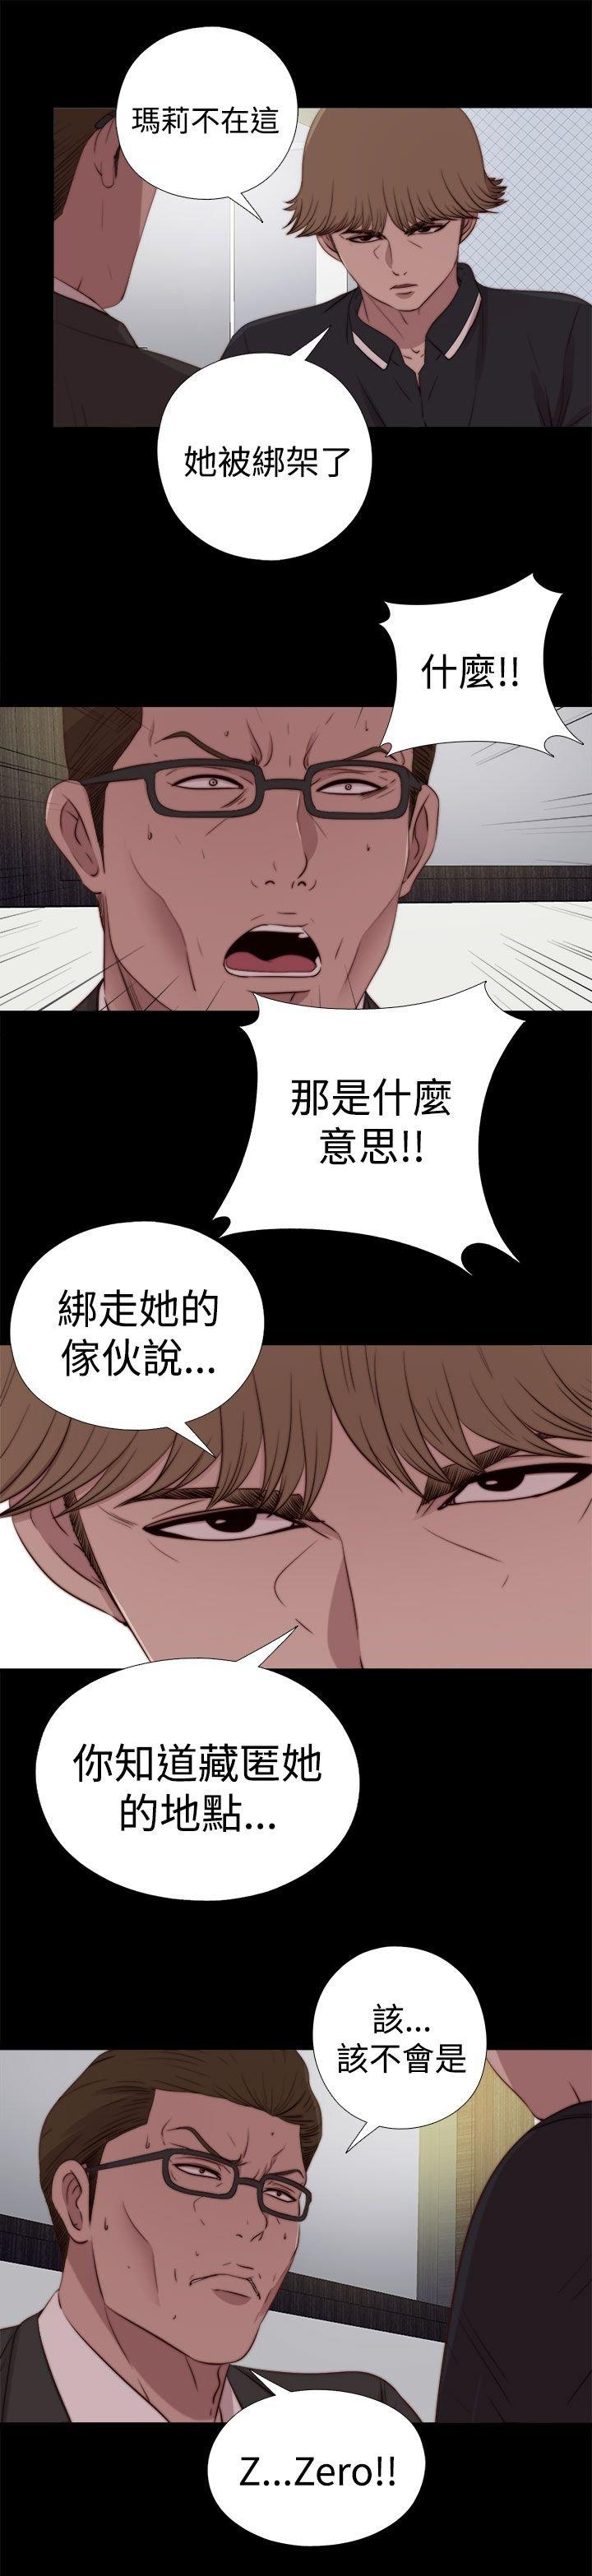 瑪莉不在這
她被綁架了
什麼!!
那是什麼
意思!!
綁走她的
傢伙說...
你知道藏匿她
的地點...
該...
該不會是
Z...Zero!!